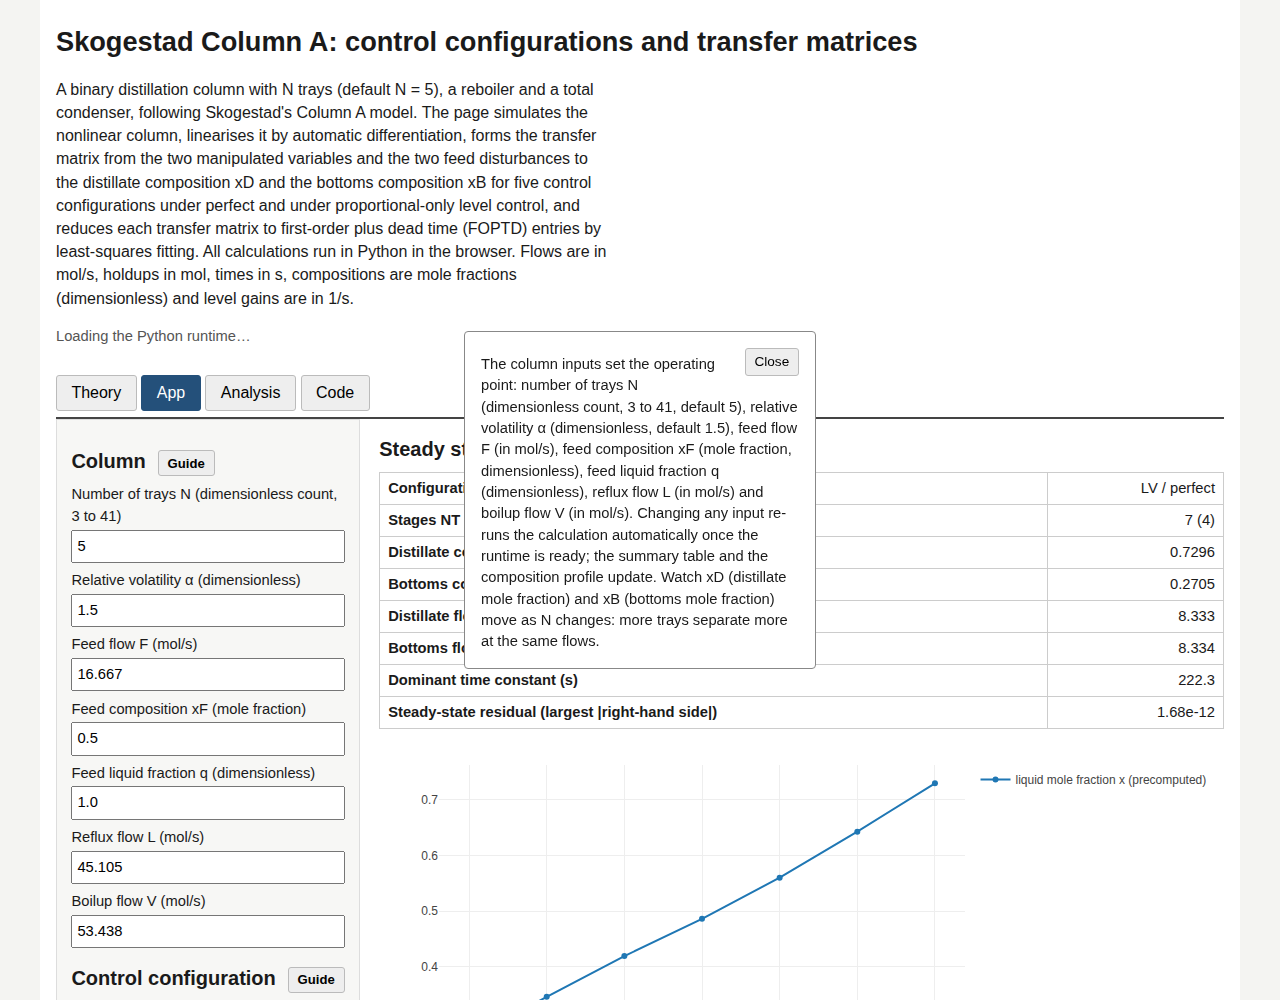 Skogestad Column A: control configurations and transfer matrices
A binary distillation column with N trays (default N = 5), a reboiler and a total
condenser, following Skogestad's Column A model. The page simulates the
nonlinear column, linearises it by automatic differentiation, forms the transfer
matrix from the two manipulated variables and the two feed disturbances to
the distillate composition xD and the bottoms composition xB for five control
configurations under perfect and under proportional-only level control, and
reduces each transfer matrix to first-order plus dead time (FOPTD) entries by
least-squares fitting. All calculations run in Python in the browser. Flows are in
mol/s, holdups in mol, times in s, compositions are mole fractions
(dimensionless) and level gains are in 1/s.
Loading the Python runtime…
Theory App Analysis Code
Column Guide
Number of trays N (dimensionless count,
3 to 41)
5
Relative volatility α (dimensionless)
1.5
Feed flow F (mol/s)
16.667
Feed composition xF (mole fraction)
0.5
Feed liquid fraction q (dimensionless)
1.0
Reflux flow L (mol/s)
45.105
Boilup flow V (mol/s)
53.438
Control configuration Guide
Close
The column inputs set the operating
point: number of trays N
(dimensionless count, 3 to 41, default 5), relative
volatility α (dimensionless, default 1.5), feed flow
F (in mol/s), feed composition xF (mole fraction,
dimensionless), feed liquid fraction q
(dimensionless), reflux flow L (in mol/s) and
boilup flow V (in mol/s). Changing any input re-
runs the calculation automatically once the
runtime is ready; the summary table and the
composition profile update. Watch xD (distillate
mole fraction) and xB (bottoms mole fraction)
move as N changes: more trays separate more
at the same flows.
Steady
LV / perfect
Stages NT 7 (4)
Distillate 0.7296
Bottoms 0.2705
Distillate 8.333
Bottoms 8.334
Dominant time constant (s) 222.3
Steady-state residual (largest |right-hand side|) 1.68e-12
liquid mole fraction x (precomputed)
0.7
0.6
0.5
0.4